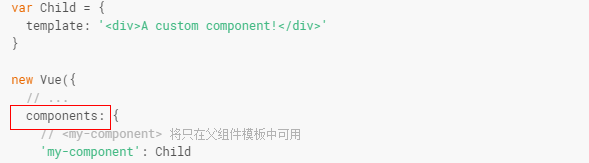 var Child = {
  template: '<div>A custom component!</div>'
}
new Vue({
  // ...
  components: {
    // <my-component> 将只在父组件模板中可用
    'my-component': Child